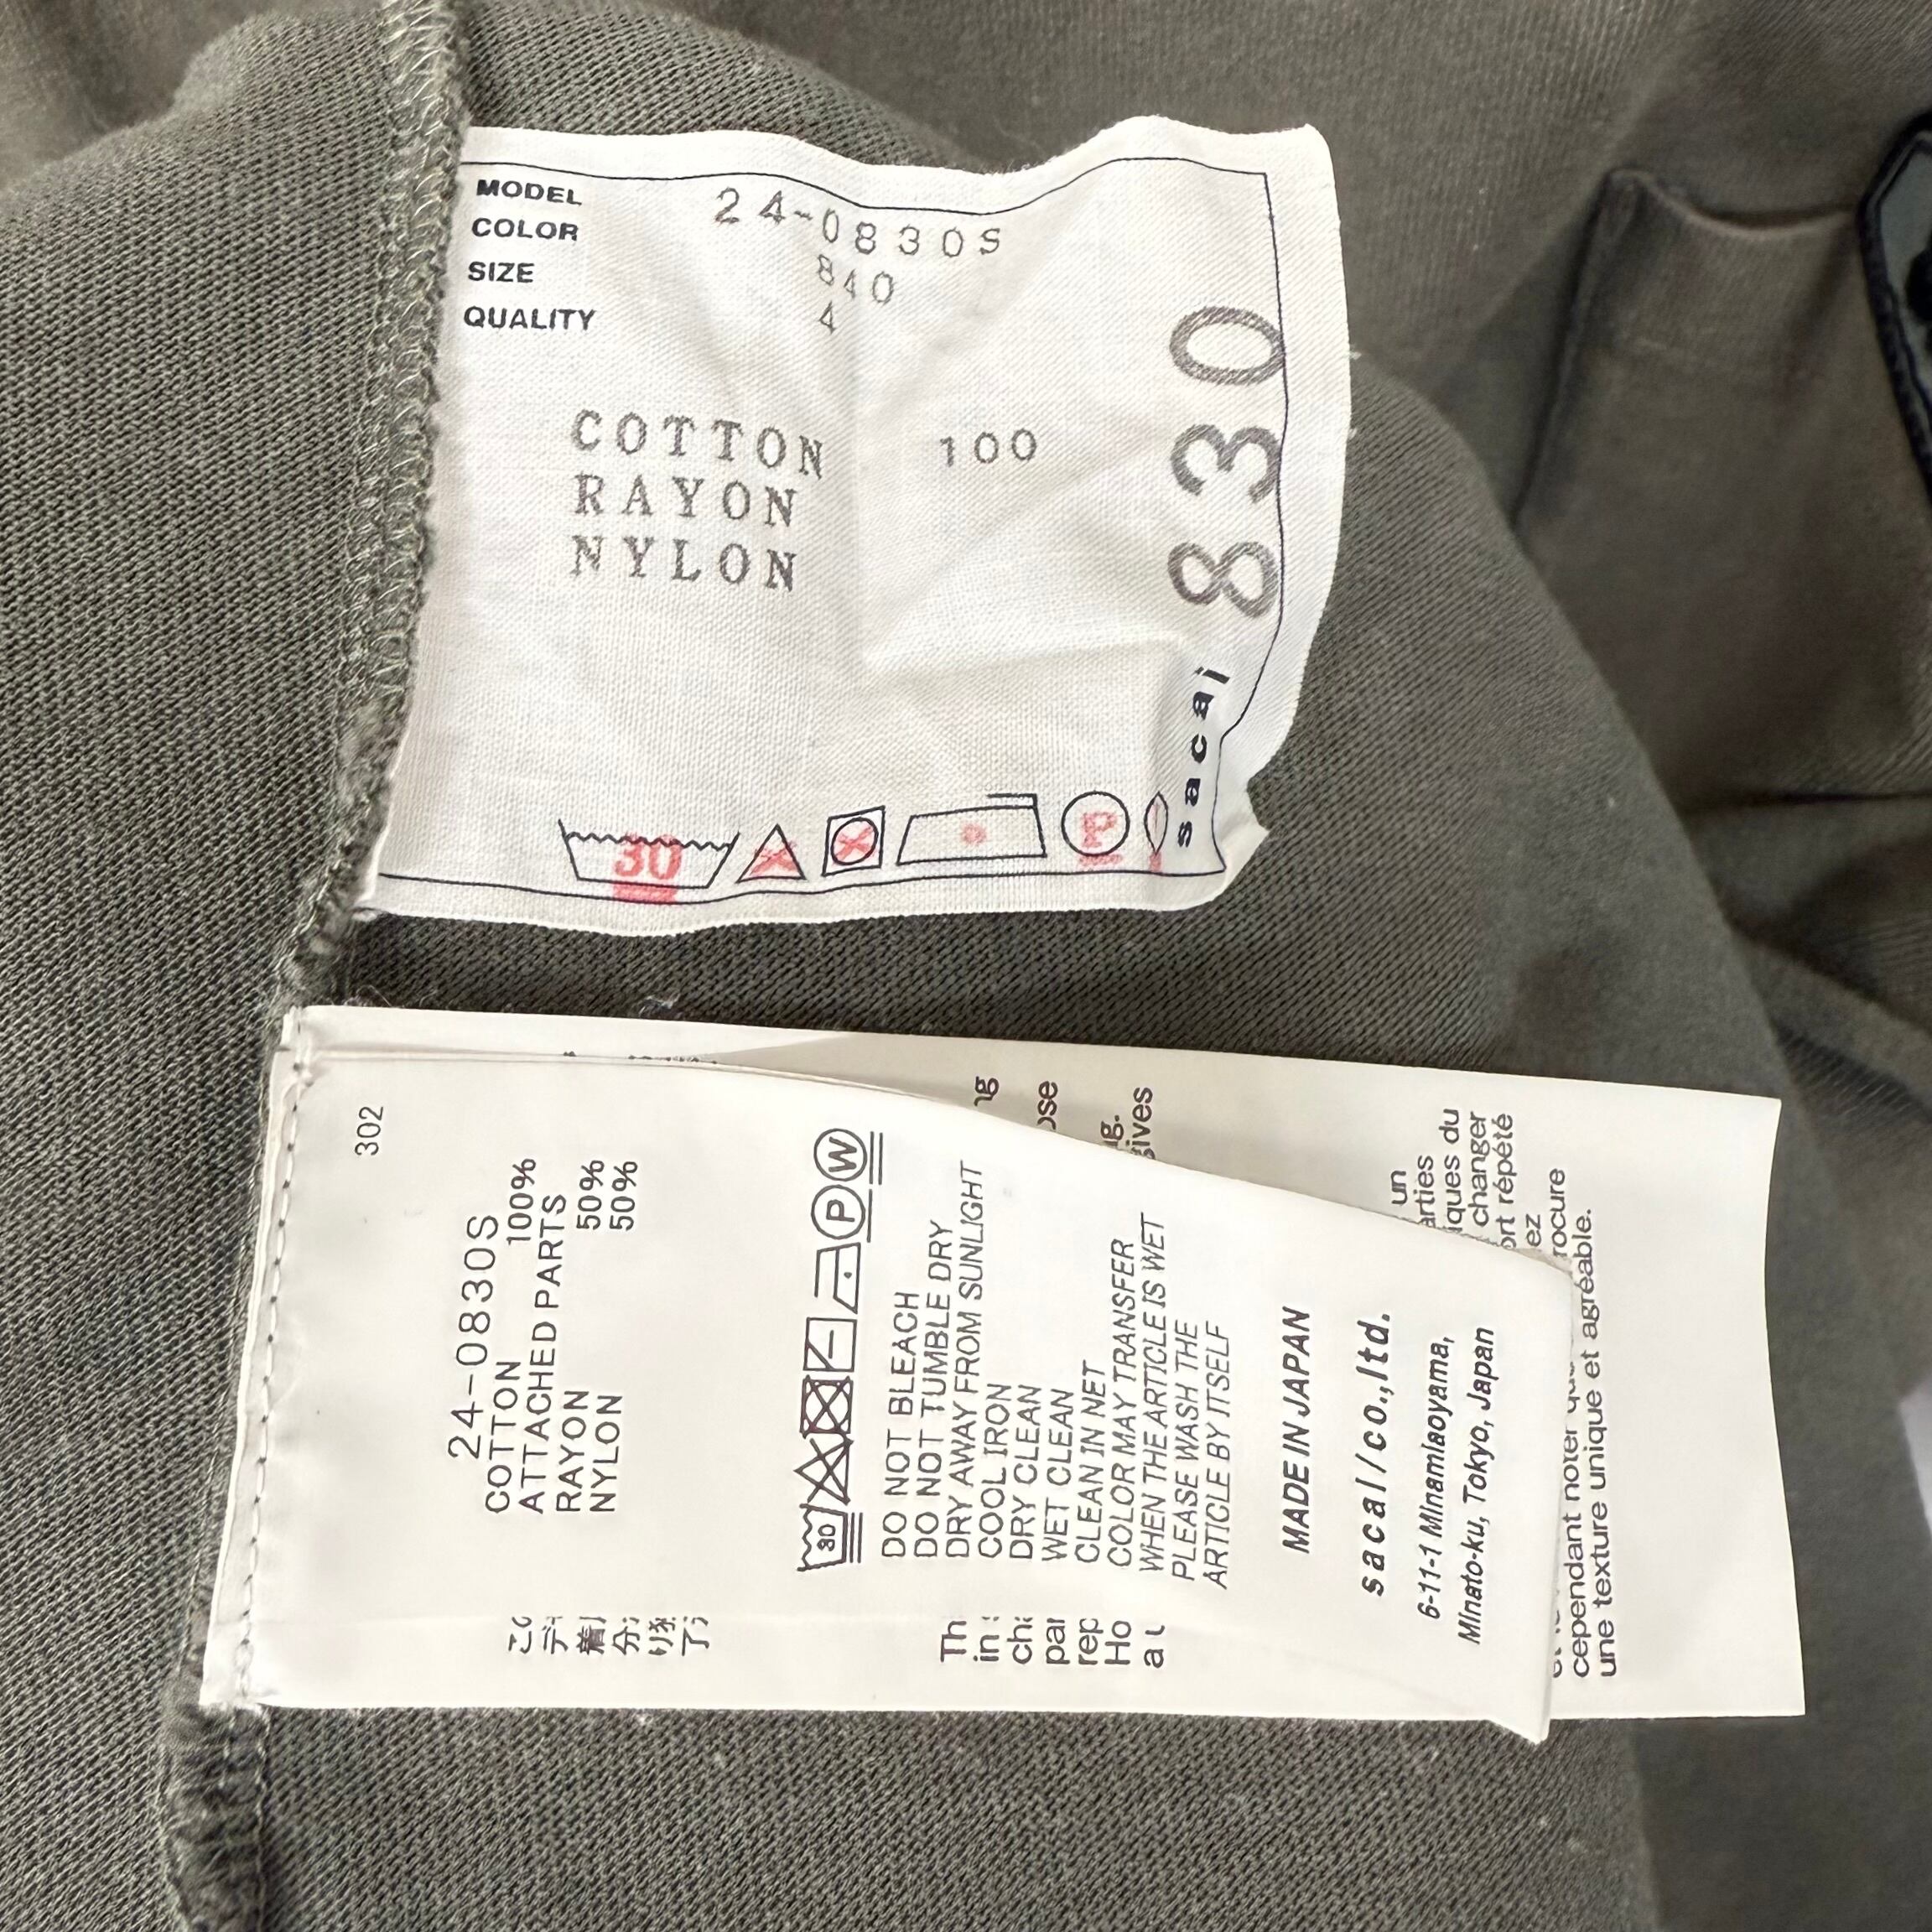 MODEL 24-0830S
COLOR 840
SIZE 4
QUALITY
COTTON 100
RAYON
NYLON
830
sacai
30
P
302
24-0830S
COTTON 100%
ATTACHED PARTS
RAYON 50%
NYLON 50%
30
P
W
DO NOT BLEACH
DO NOT TUMBLE DRY
DRY AWAY FROM SUNLIGHT
COOL IRON
DRY CLEAN
WET CLEAN
CLEAN IN NET
COLOR MAY TRANSFER
WHEN THE ARTICLE IS WET
PLEASE WASH THE
ARTICLE BY ITSELF
MADE IN JAPAN
sacai/co.,ltd.
6-11-1 Minamiaoyama,
Minato-ku, Tokyo, Japan
un
changer
répété
cependant noter
une texture unique et agréable.